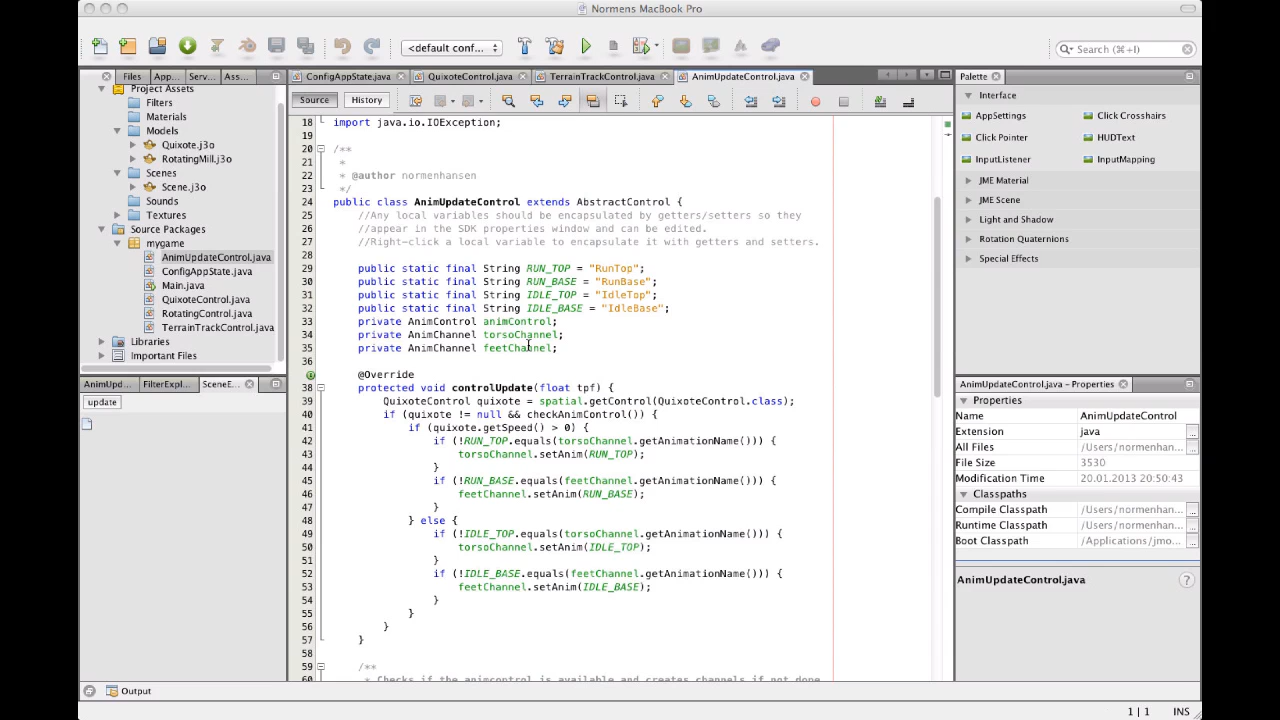 Normens MacBook Pro
<default conf...
Search (⌘+I)
Files
App...
Serv...
Ass...
Project Assets
Filters
Materials
Models
Quixote.j3o
RotatingMill.j3o
Scenes
Scene.j3o
Sounds
Textures
Source Packages
mygame
AnimUpdateControl.java
ConfigAppState.java
Main.java
QuixoteControl.java
RotatingControl.java
TerrainTrackControl.java
Libraries
Important Files
AnimUpd...
FilterExpl...
SceneE...
update
ConfigAppState.java
QuixoteControl.java
TerrainTrackControl.java
AnimUpdateControl.java
Source
History
18 import java.io.IOException;
19
20 /**
21 *
22 * @author normenhansen
23 */
24 public class AnimUpdateControl extends AbstractControl {
25 //Any local variables should be encapsulated by getters/setters so they
26 //appear in the SDK properties window and can be edited.
27 //Right-click a local variable to encapsulate it with getters and setters.
28
29 public static final String RUN_TOP = "RunTop";
30 public static final String RUN_BASE = "RunBase";
31 public static final String IDLE_TOP = "IdleTop";
32 public static final String IDLE_BASE = "IdleBase";
33 private AnimControl animControl;
34 private AnimChannel torsoChannel;
35 private AnimChannel feetChannel;
36
@Override
38 protected void controlUpdate(float tpf) {
39 QuixoteControl quixote = spatial.getControl(QuixoteControl.class);
40 if (quixote != null && checkAnimControl()) {
41 if (quixote.getSpeed() > 0) {
42 if (!RUN_TOP.equals(torsoChannel.getAnimationName())) {
43 torsoChannel.setAnim(RUN_TOP);
44 }
45 if (!RUN_BASE.equals(feetChannel.getAnimationName())) {
46 feetChannel.setAnim(RUN_BASE);
47 }
48 } else {
49 if (!IDLE_TOP.equals(torsoChannel.getAnimationName())) {
50 torsoChannel.setAnim(IDLE_TOP);
51 }
52 if (!IDLE_BASE.equals(feetChannel.getAnimationName())) {
53 feetChannel.setAnim(IDLE_BASE);
54 }
55 }
56 }
57 }
58
59 /**
60 * Checks if the animcontrol is available and creates channels if not done
Palette
Interface
AppSettings
Click Crosshairs
Click Pointer
HUDText
InputListener
InputMapping
JME Material
JME Scene
Light and Shadow
Rotation Quaternions
Special Effects
AnimUpdateControl.java - Properties
Properties
Name AnimUpdateControl
Extension java
All Files /Users/normenhan... ...
File Size 3530
Modification Time 20.01.2013 20:50:43
Classpaths
Compile Classpath /Users/normenhan... ...
Runtime Classpath /Users/normenhan... ...
Boot Classpath /Applications/jmo... ...
AnimUpdateControl.java
?
Output
1 | 1 INS